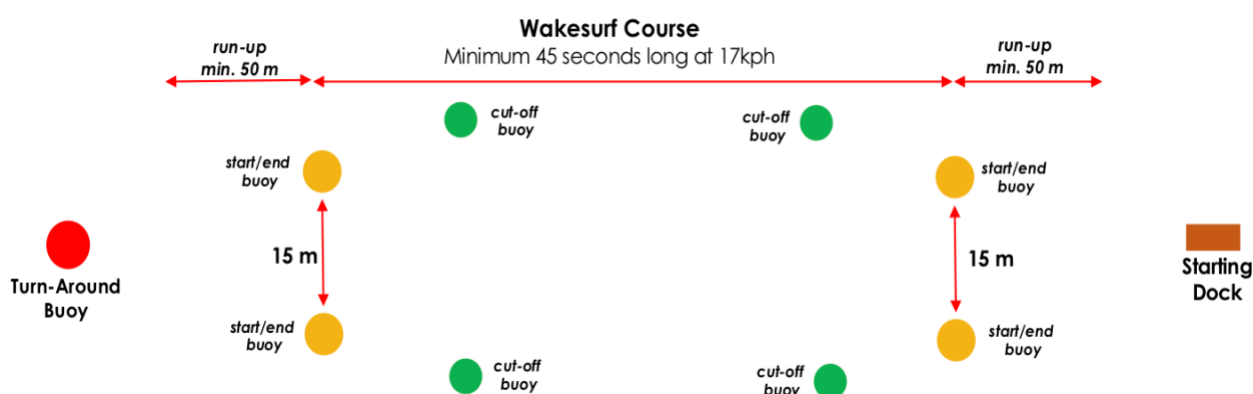 Wakesurf Course
Minimum 45 seconds long at 17kph
run-up
min. 50 m
run-up
min. 50 m
cut-off
buoy
cut-off
buoy
start/end
buoy
start/end
buoy
15 m
15 m
Turn-Around
Buoy
Starting
Dock
start/end
buoy
start/end
buoy
cut-off
buoy
cut-off
buoy